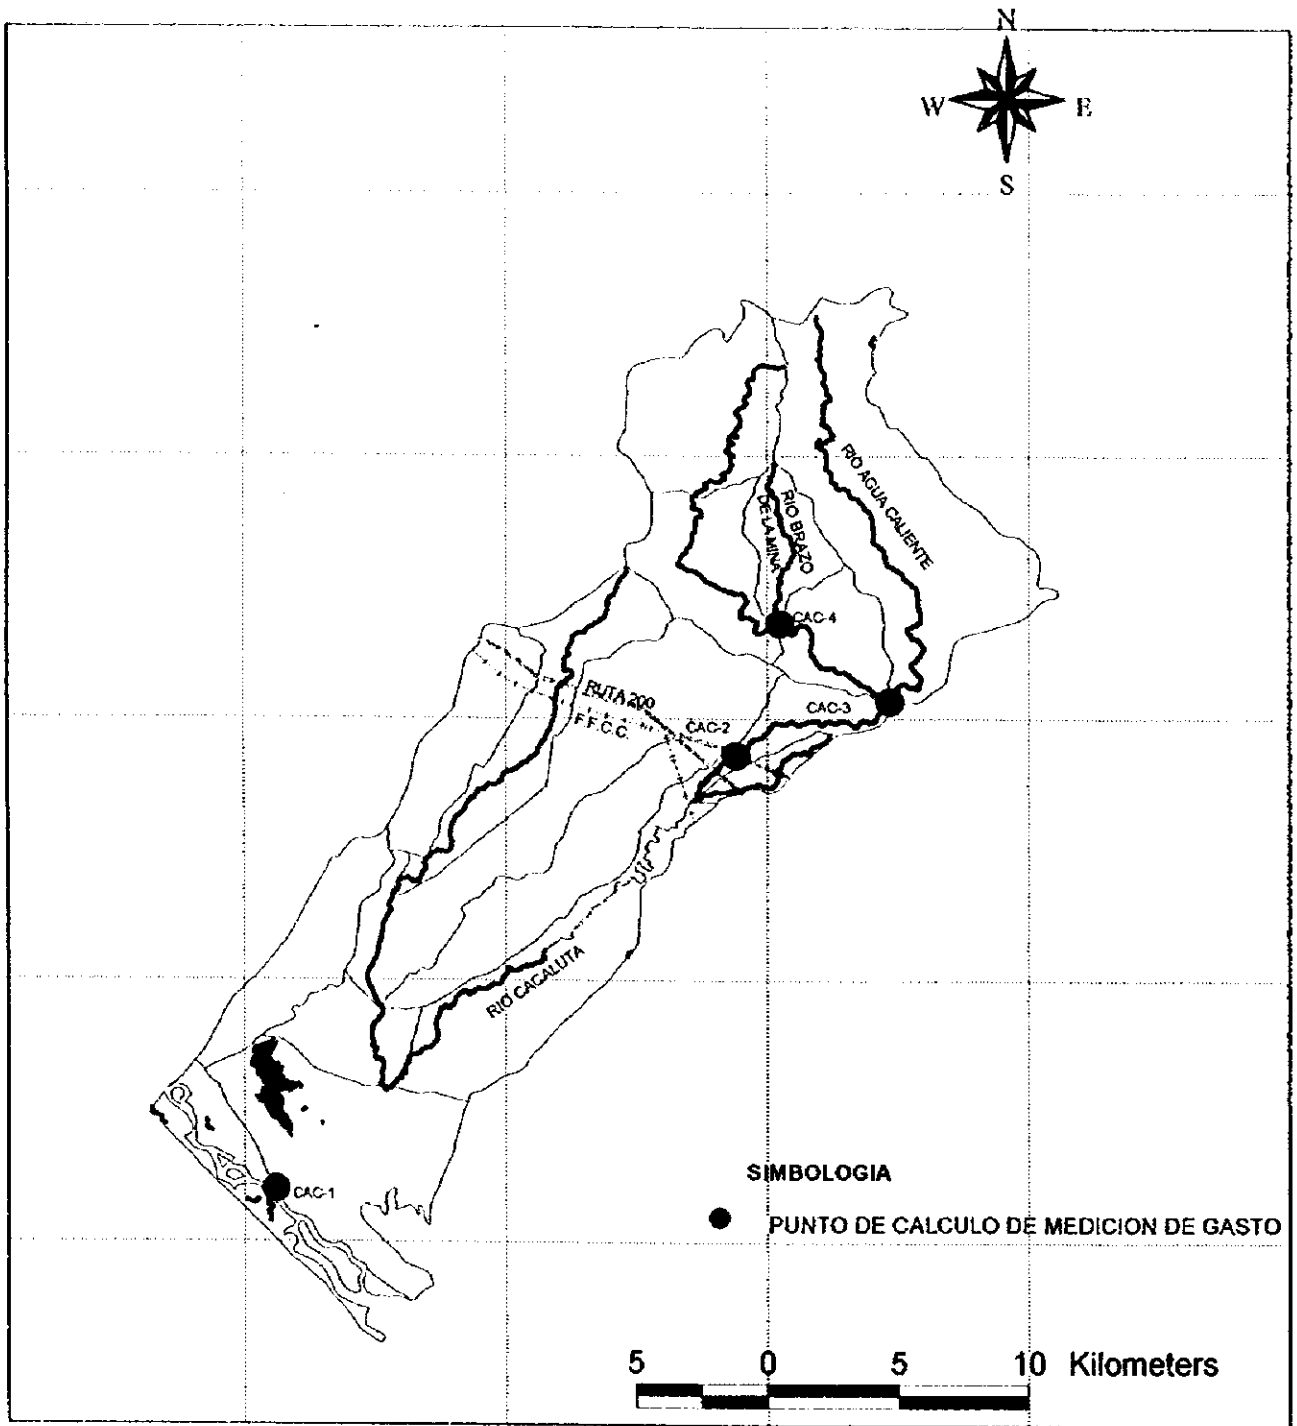 N
W E
S
RIO AGUA CALIENTE
RIO BRAZO
DE LA MINA
CAC-4
RUTA 200
F.F.C.C.
CAC-3
CAC-2
RIO CACALUTA
CAC-1
SIMBOLOGIA
PUNTO DE CALCULO DE MEDICION DE GASTO
5 0 5 10 Kilometers